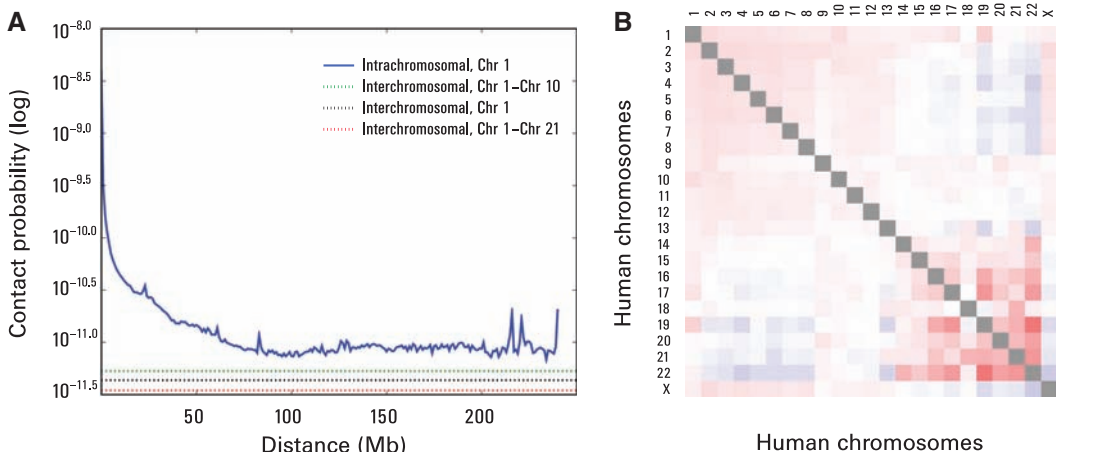 A
10^-8.0
10^-8.5
10^-9.0
10^-9.5
10^-10.0
10^-10.5
10^-11.0
10^-11.5
Contact probability (log)
Intrachromosomal, Chr 1
Interchromosomal, Chr 1–Chr 10
Interchromosomal, Chr 1
Interchromosomal, Chr 1–Chr 21
50 100 150 200
Distance (Mb)
B
1 2 3 4 5 6 7 8 9 10 11 12 13 14 15 16 17 18 19 20 21 22 X
Human chromosomes
1
2
3
4
5
6
7
8
9
10
11
12
13
14
15
16
17
18
19
20
21
22
X
Human chromosomes